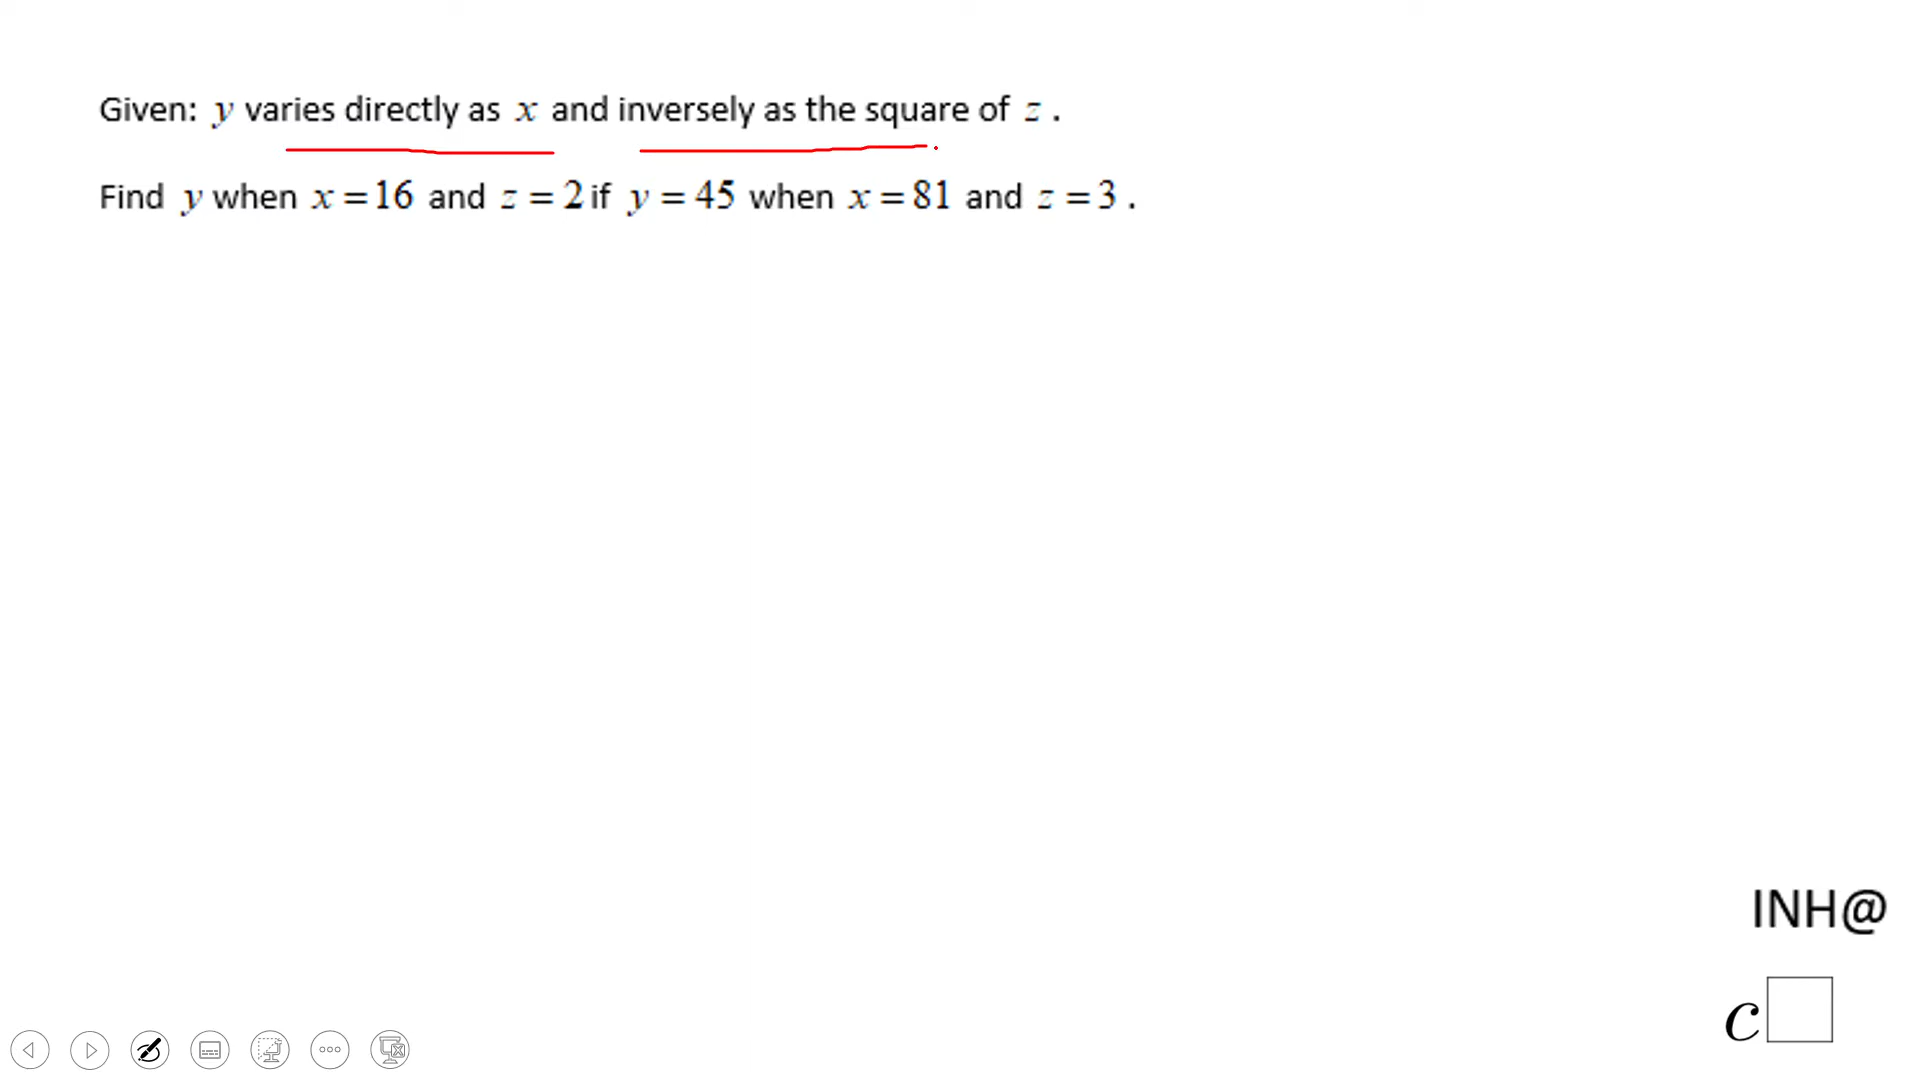 Given: y varies directly as x and inversely as the square of z .
Find y when x = 16 and z = 2 if y = 45 when x = 81 and z = 3 .
INH@
c